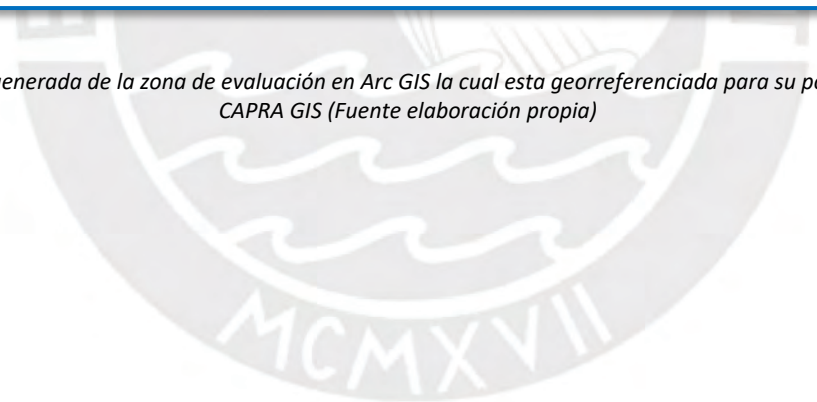 enerada de la zona de evaluación en Arc GIS la cual esta georreferenciada para su
CAPRA GIS (Fuente elaboración propia)
MCMXVII